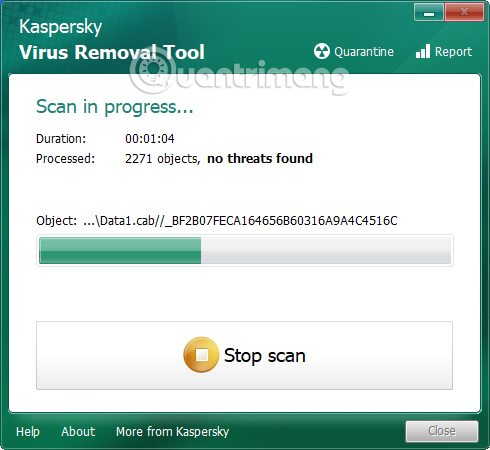 Kaspersky
Virus Removal Tool
Quarantine
Report
Quantrimang
Scan in progress...
Duration: 00:01:04
Processed: 2271 objects, no threats found
Object: ...\Data1.cab//_BF2B07FECA164656B60316A9A4C4516C
Stop scan
Help About More from Kaspersky Close